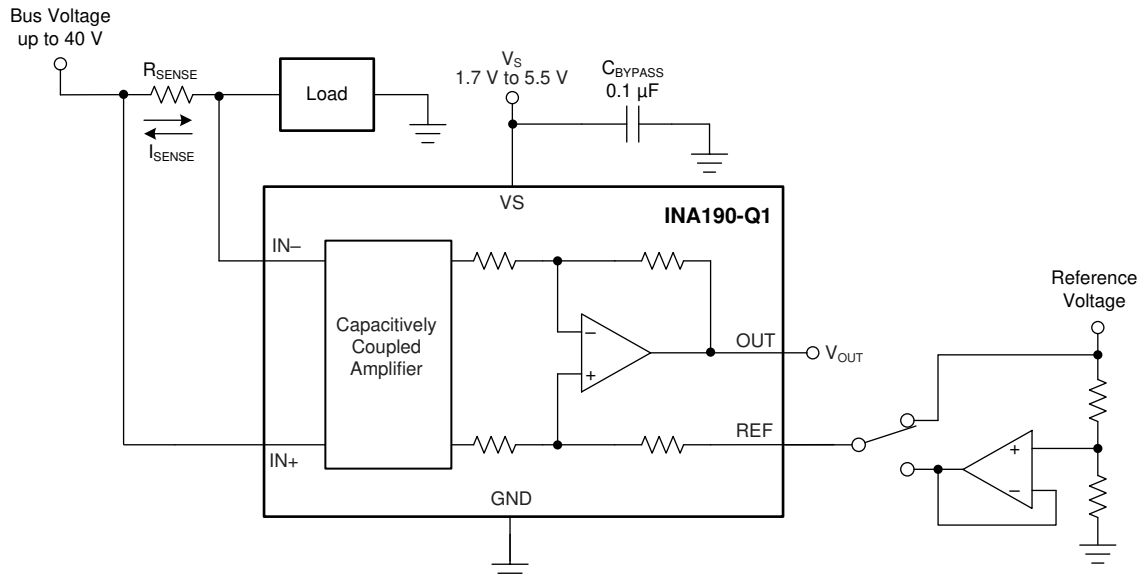 Bus Voltage
up to 40 V
RSENSE
ISENSE
Load
VS
1.7 V to 5.5 V
CBYPASS
0.1 µF
VS
INA190-Q1
IN–
Capacitively
Coupled
Amplifier
–
+
OUT
VOUT
REF
IN+
GND
Reference
Voltage
+
–